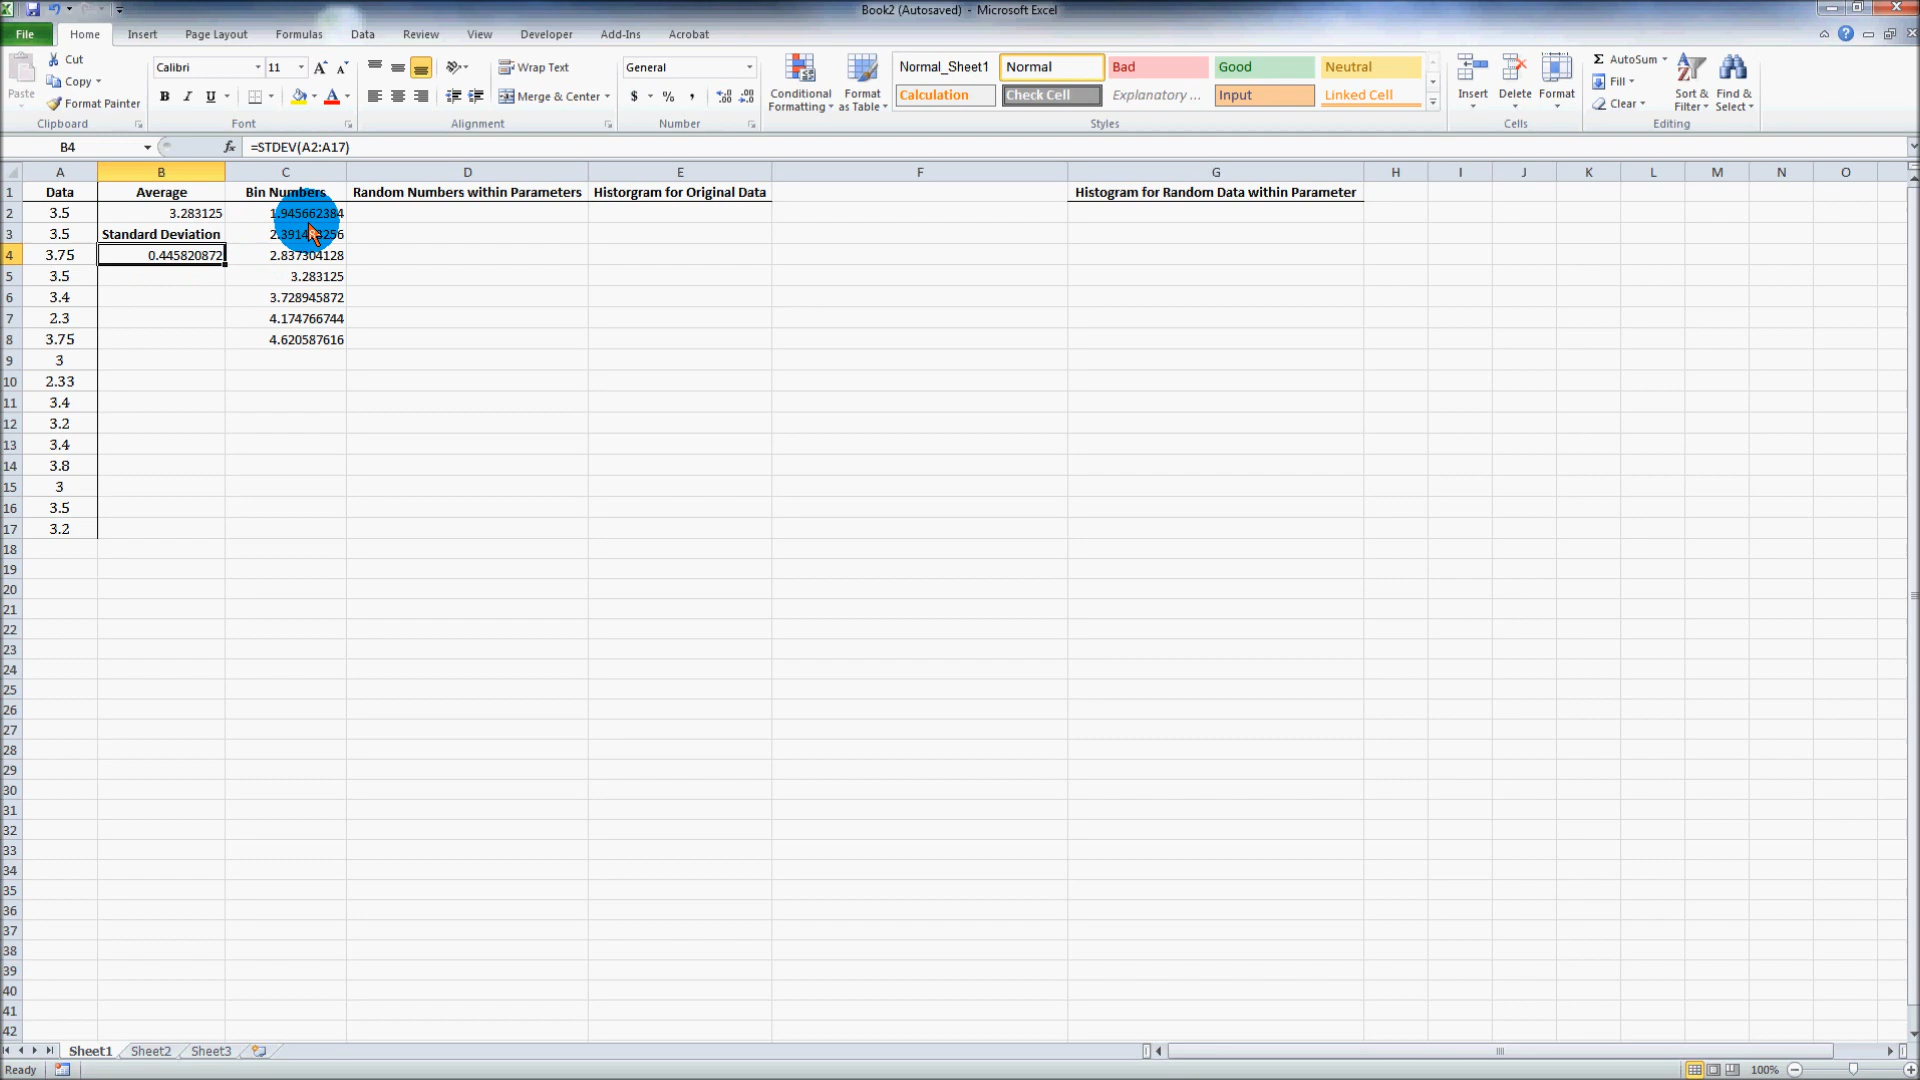 Book2 (Autosaved) - Microsoft Excel
File Home Insert Page Layout Formulas Data Review View Developer Add-Ins Acrobat
Paste
Cut
Copy
Format Painter
Clipboard
Calibri 11
Font
Wrap Text
Merge & Center
Alignment
General
Number
Conditional Formatting
Format as Table
Normal_Sheet1 Normal Bad Good Neutral
Calculation Check Cell Explanatory ... Input Linked Cell
Styles
Insert Delete Format
Cells
AutoSum
Fill
Clear
Sort & Filter
Find & Select
Editing
B4 fx =STDEV(A2:A17)
A B C D E F G H I J K L M N O
1 Data Average Bin Numbers Random Numbers within Parameters Historgram for Original Data Histogram for Random Data within Parameter
2 3.5 3.283125 1.945662384
3 3.5 Standard Deviation
4 3.75 0.445820872 2.837304128
5 3.5 3.283125
6 3.4 3.728945872
7 2.3 4.174766744
8 3.75 4.620587616
9 3
10 2.33
11 3.4
12 3.2
13 3.4
14 3.8
15 3
16 3.5
17 3.2
18
19
20
21
22
23
24
25
26
27
28
29
30
31
32
33
34
35
36
37
38
39
40
41
42
Sheet1 Sheet2 Sheet3
Ready 100%